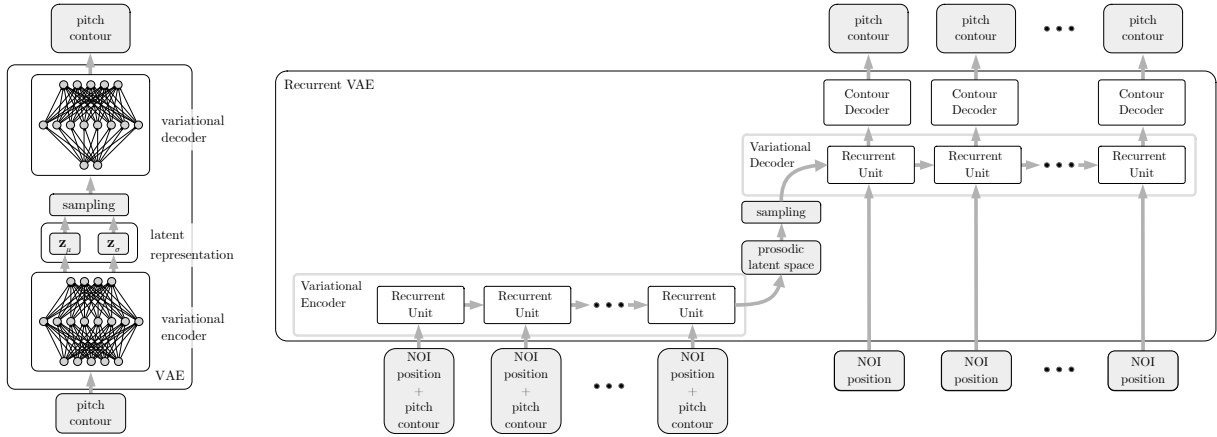 pitch
contour
variational
decoder
sampling
z_μ
z_σ
latent
representation
variational
encoder
VAE
pitch
contour
Recurrent VAE
pitch
contour
pitch
contour
pitch
contour
Contour
Decoder
Contour
Decoder
Contour
Decoder
Variational
Decoder
Recurrent
Unit
Recurrent
Unit
Recurrent
Unit
sampling
prosodic
latent space
Variational
Encoder
Recurrent
Unit
Recurrent
Unit
Recurrent
Unit
NOI
position
+
pitch
contour
NOI
position
+
pitch
contour
NOI
position
+
pitch
contour
NOI
position
NOI
position
NOI
position